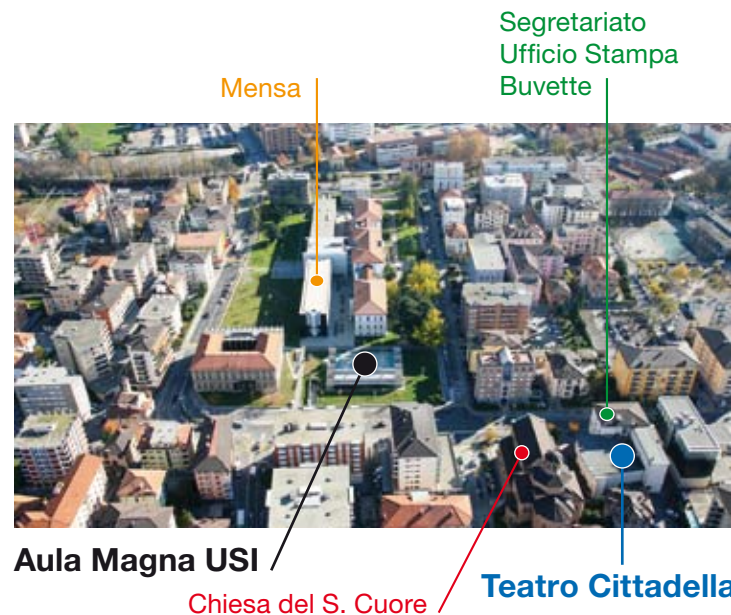 Segretariato
Ufficio Stampa
Buvette
Mensa
Aula Magna USI
Chiesa del S. Cuore
Teatro Cittadella